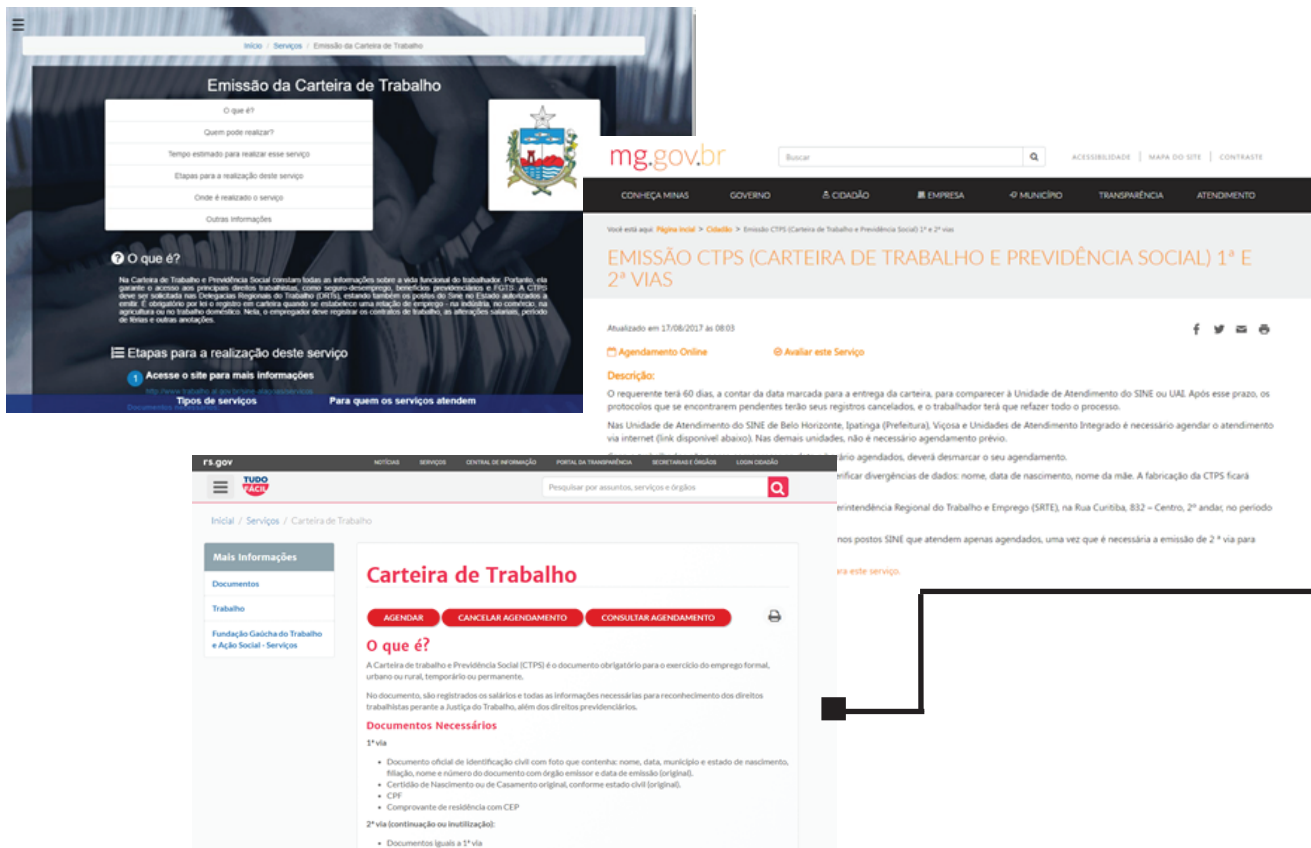 Início / Serviços / Emissão da Carteira de Trabalho
Emissão da Carteira de Trabalho
O que é?
Quem pode realizar?
Tempo estimado para realizar esse serviço
Etapas para a realização deste serviço
Onde é realizado o serviço
Outras informações
O que é?
Na Carteira de Trabalho e Previdência Social constam todas as informações sobre a vida funcional do trabalhador. Portanto, ela
garante o acesso aos principais direitos trabalhistas, como seguro-desemprego, benefícios previdenciários e FGTS. A CTPS
deve ser solicitada nas Delegacias Regionais do Trabalho (DRTs), estando também os postos do Sine no Estado autorizados a
emitir. É obrigatório por lei o registro em carteira quando se estabelece uma relação de emprego - na indústria, no comércio, na
agricultura ou no trabalho doméstico. Nela, o empregador deve registrar os contratos de trabalho, as alterações salariais, período
de férias e outras anotações.
Etapas para a realização deste serviço
1 Acesse o site para mais informações
Documentos necessários
Tipos de serviços Para quem os serviços atendem
mg.gov.br
Buscar
ACESSIBILIDADE | MAPA DO SITE | CONTRASTE
CONHEÇA MINAS GOVERNO CIDADÃO EMPRESA MUNICÍPIO TRANSPARÊNCIA ATENDIMENTO
Você está aqui: Página incial > Cidadão > Emissão CTPS (Carteira de Trabalho e Previdência Social) 1ª e 2ª vias
EMISSÃO CTPS (CARTEIRA DE TRABALHO E PREVIDÊNCIA SOCIAL) 1ª E
2ª VIAS
Atualizado em 17/08/2017 às 08:03
Agendamento Online Avaliar este Serviço
Descrição:
O requerente terá 60 dias, a contar da data marcada para a entrega da carteira, para comparecer à Unidade de Atendimento do SINE ou UAI. Após esse prazo, os
protocolos que se encontrarem pendentes terão seus registros cancelados, e o trabalhador terá que refazer todo o processo.
Nas Unidade de Atendimento do SINE de Belo Horizonte, Ipatinga (Prefeitura), Viçosa e Unidades de Atendimento Integrado é necessário agendar o atendimento
via internet (link disponível abaixo). Nas demais unidades, não é necessário agendamento prévio.
ário agendados, deverá desmarcar o seu agendamento.
erificar divergências de dados: nome, data de nascimento, nome da mãe. A fabricação da CTPS ficará
erintendência Regional do Trabalho e Emprego (SRTE), na Rua Curitiba, 832 – Centro, 2º andar, no período
nos postos SINE que atendem apenas agendados, uma vez que é necessária a emissão de 2 ª via para
ara este serviço.
rs.gov NOTÍCIAS SERVIÇOS CENTRAL DE INFORMAÇÃO PORTAL DA TRANSPARÊNCIA SECRETARIAS E ÓRGÃOS LOGIN CIDADÃO
TUDO
FÁCIL
Pesquisar por assuntos, serviços e órgãos
Inicial / Serviços / Carteira de Trabalho
Mais Informações
Documentos
Trabalho
Fundação Gaúcha do Trabalho
e Ação Social - Serviços
Carteira de Trabalho
AGENDAR CANCELAR AGENDAMENTO CONSULTAR AGENDAMENTO
O que é?
A Carteira de trabalho e Previdência Social (CTPS) é o documento obrigatório para o exercício do emprego formal,
urbano ou rural, temporário ou permanente.
No documento, são registrados os salários e todas as informações necessárias para reconhecimento dos direitos
trabalhistas perante a Justiça do Trabalho, além dos direitos previdenciários.
Documentos Necessários
1ª via
• Documento oficial de identificação civil com foto que contenha: nome, data, município e estado de nascimento,
filiação, nome e número do documento com órgão emissor e data de emissão (original).
• Certidão de Nascimento ou de Casamento original, conforme estado civil (original).
• CPF
• Comprovante de residência com CEP
2ª via (continuação ou inutilização):
• Documentos iguais a 1ª via